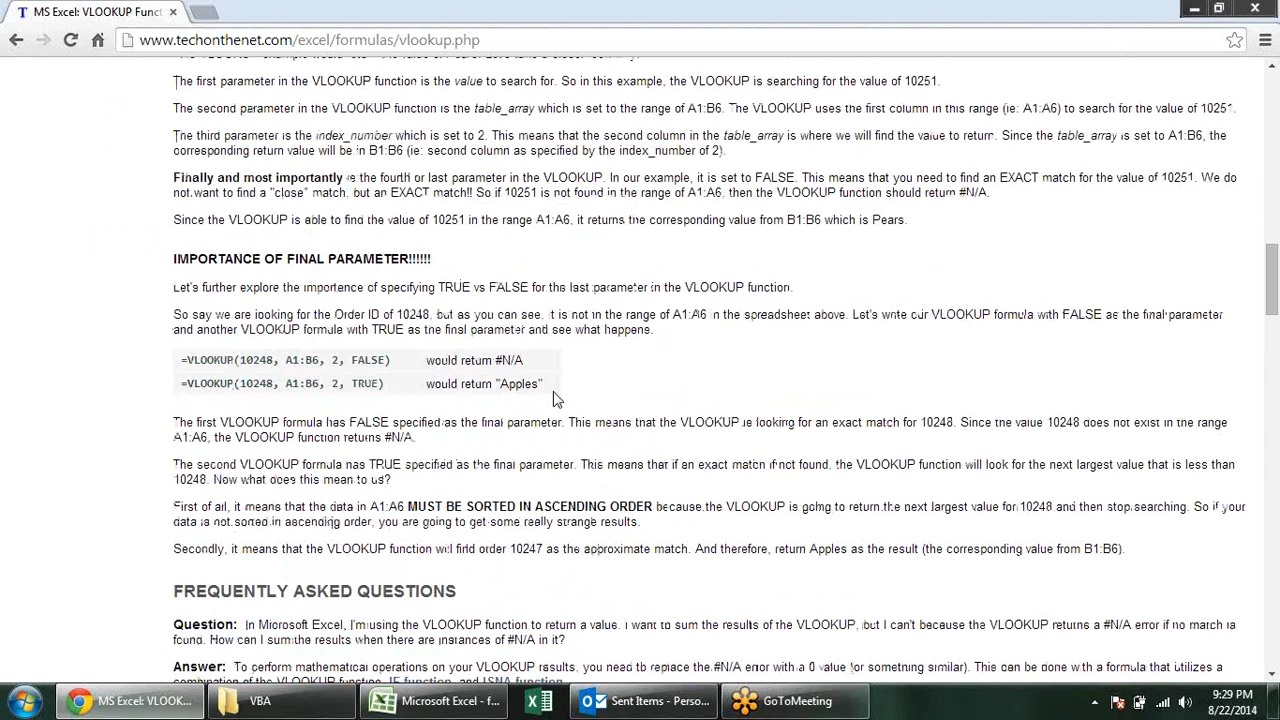 MS Excel: VLOOKUP Funct
www.techonthenet.com/excel/formulas/vlookup.php
The first parameter in the VLOOKUP function is the value to search for. So in this example, the VLOOKUP is searching for the value of 10251.
The second parameter in the VLOOKUP function is the table_array which is set to the range of A1:B6. The VLOOKUP uses the first column in this range (ie: A1:A6) to search for the value of 10251.
The third parameter is the index_number which is set to 2. This means that the second column in the table_array is where we will find the value to return. Since the table_array is set to A1:B6, the
corresponding return value will be in B1:B6 (ie: second column as specified by the index_number of 2).
Finally and most importantly is the fourth or last parameter in the VLOOKUP. In our example, it is set to FALSE. This means that you need to find an EXACT match for the value of 10251. We do
not want to find a "close" match, but an EXACT match!! So if 10251 is not found in the range of A1:A6, then the VLOOKUP function should return #N/A.
Since the VLOOKUP is able to find the value of 10251 in the range A1:A6, it returns the corresponding value from B1:B6 which is Pears.
IMPORTANCE OF FINAL PARAMETER!!!!!!
Let's further explore the importance of specifying TRUE vs FALSE for the last parameter in the VLOOKUP function.
So say we are looking for the Order ID of 10248, but as you can see, it is not in the range of A1:A6 in the spreadsheet above. Let's write our VLOOKUP formula with FALSE as the final parameter
and another VLOOKUP formula with TRUE as the final parameter and see what happens.
=VLOOKUP(10248, A1:B6, 2, FALSE) would return #N/A
=VLOOKUP(10248, A1:B6, 2, TRUE) would return "Apples"
The first VLOOKUP formula has FALSE specified as the final parameter. This means that the VLOOKUP is looking for an exact match for 10248. Since the value 10248 does not exist in the range
A1:A6, the VLOOKUP function returns #N/A.
The second VLOOKUP formula has TRUE specified as the final parameter. This means that if an exact match if not found, the VLOOKUP function will look for the next largest value that is less than
10248. Now what does this mean to us?
First of all, it means that the data in A1:A6 MUST BE SORTED IN ASCENDING ORDER because the VLOOKUP is going to return the next largest value for 10248 and then stop searching. So if your
data is not sorted in ascending order, you are going to get some really strange results.
Secondly, it means that the VLOOKUP function will find order 10247 as the approximate match. And therefore, return Apples as the result (the corresponding value from B1:B6).
FREQUENTLY ASKED QUESTIONS
Question: In Microsoft Excel, I'm using the VLOOKUP function to return a value. I want to sum the results of the VLOOKUP, but I can't because the VLOOKUP returns a #N/A error if no match is
found. How can I sum the results when there are instances of #N/A in it?
Answer: To perform mathematical operations on your VLOOKUP results, you need to replace the #N/A error with a 0 value (or something similar). This can be done with a formula that utilizes a
combination of the VLOOKUP function, IF function, and ISNA function.
MS Excel: VLOOK... VBA Microsoft Excel - f... Sent Items - Perso... GoToMeeting
9:29 PM
8/22/2014